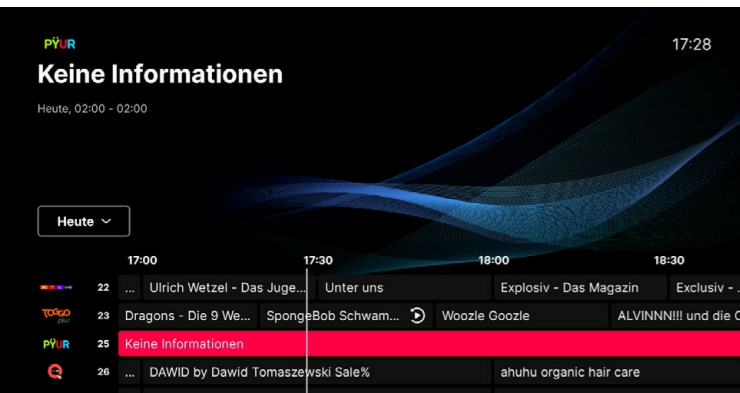 PŸUR
17:28
Keine Informationen
Heute, 02:00 - 02:00
Heute
17:00 17:30 18:00 18:30
22 ... Ulrich Wetzel - Das Juge... Unter uns Explosiv - Das Magazin Exclusiv - .
TOGGO plus 23 Dragons - Die 9 We... SpongeBob Schwam... Woozle Goozle ALVINNN!!! und die C
PŸUR 25 Keine Informationen
Q 26 ... DAWID by Dawid Tomaszewski Sale% ahuhu organic hair care